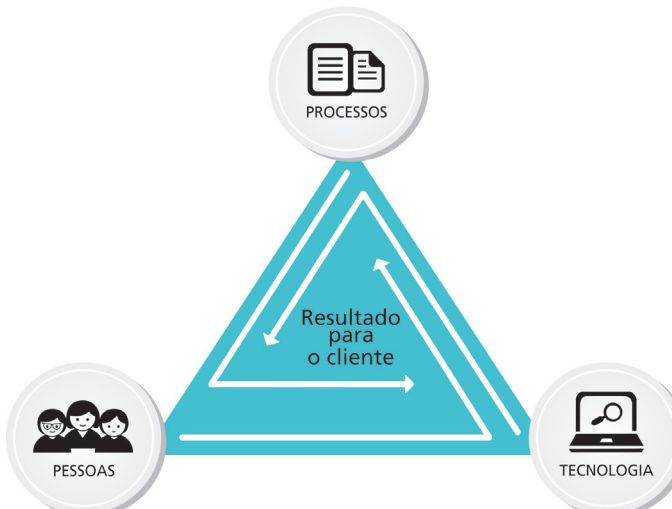 PROCESSOS
Resultado
para
o cliente
PESSOAS
TECNOLOGIA